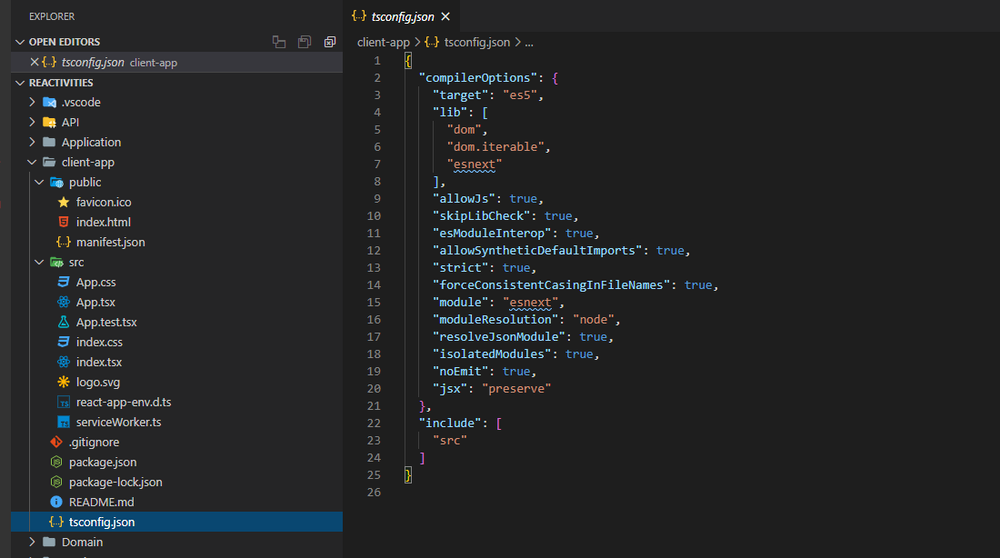 EXPLORER
OPEN EDITORS
{..} tsconfig.json client-app
REACTIVITIES
.vscode
API
Application
client-app
public
favicon.ico
index.html
{..} manifest.json
src
App.css
App.tsx
App.test.tsx
index.css
index.tsx
logo.svg
TS react-app-env.d.ts
TS serviceWorker.ts
.gitignore
package.json
package-lock.json
README.md
{..} tsconfig.json
Domain
{..} tsconfig.json
client-app > {..} tsconfig.json > ...
1 {
2 "compilerOptions": {
3 "target": "es5",
4 "lib": [
5 "dom",
6 "dom.iterable",
7 "esnext"
8 ],
9 "allowJs": true,
10 "skipLibCheck": true,
11 "esModuleInterop": true,
12 "allowSyntheticDefaultImports": true,
13 "strict": true,
14 "forceConsistentCasingInFileNames": true,
15 "module": "esnext",
16 "moduleResolution": "node",
17 "resolveJsonModule": true,
18 "isolatedModules": true,
19 "noEmit": true,
20 "jsx": "preserve"
21 },
22 "include": [
23 "src"
24 ]
25 }
26